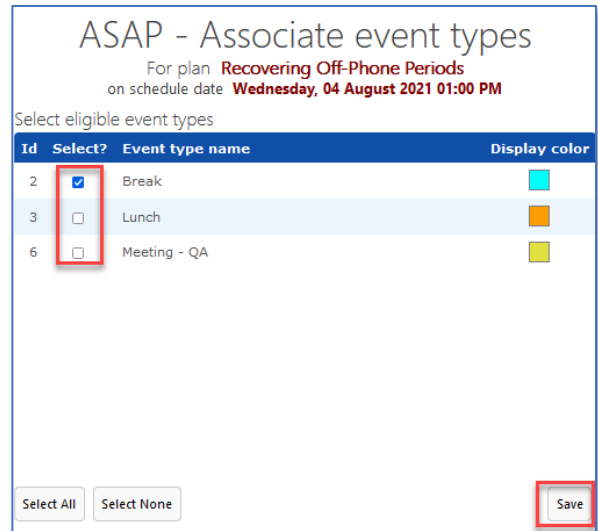 ASAP - Associate event types
For plan Recovering Off-Phone Periods
on schedule date Wednesday, 04 August 2021 01:00 PM
Select eligible event types
Id Select? Event type name Display color
2 Break
3 Lunch
6 Meeting - QA
Select All Select None Save